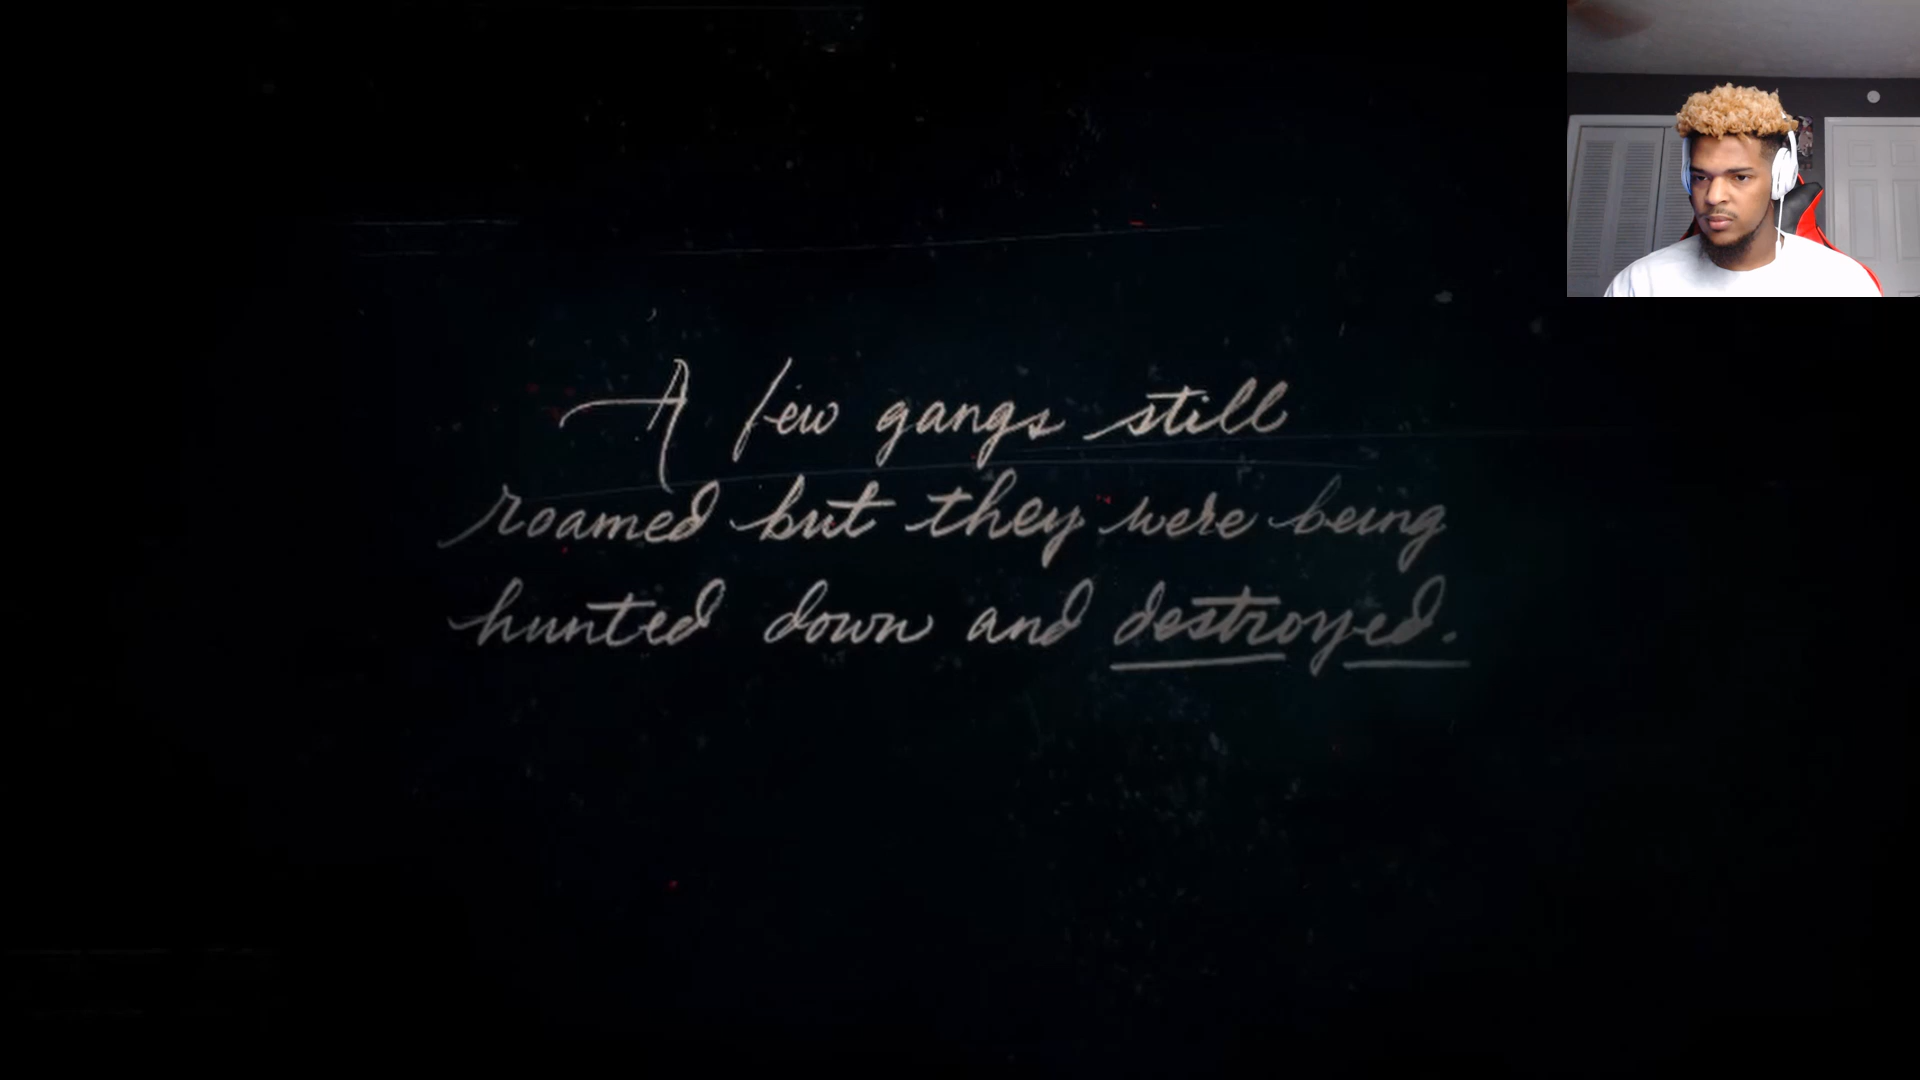 A few gangs still
roamed but they were being
hunted down and destroyed.